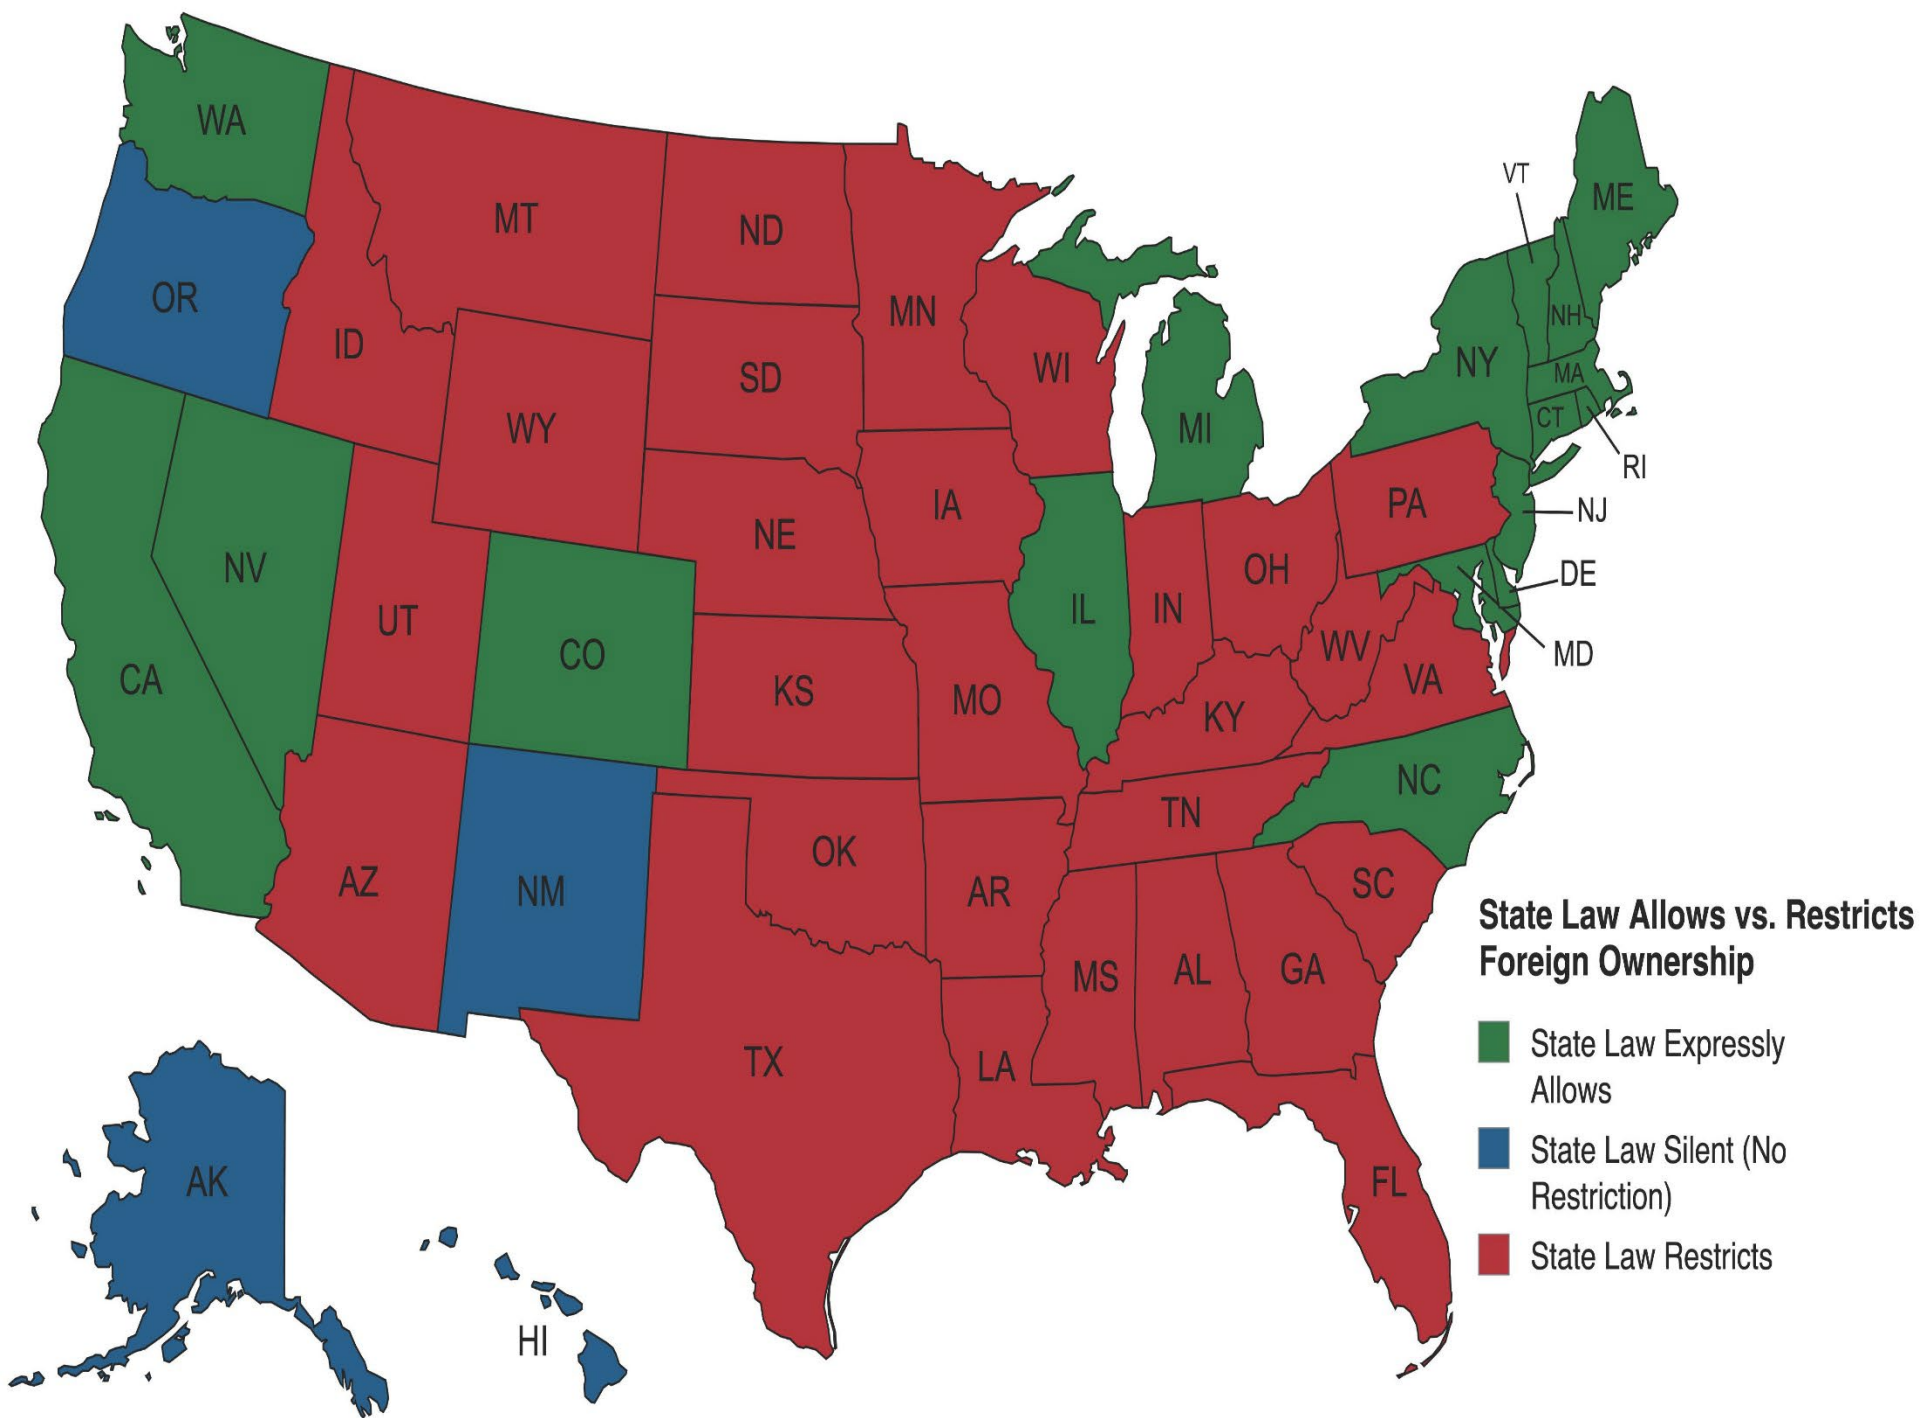 WA
VT
ME
MT
ND
OR
MN
NH
ID
WI
NY
SD
MA
CT
WY
MI
RI
IA
PA
NJ
NE
NV
OH
DE
IL
IN
UT
CO
WV
MD
CA
KS
MO
VA
KY
NC
TN
OK
AZ
NM
AR
SC
State Law Allows vs. Restricts
Foreign Ownership
MS
AL
GA
TX
LA
State Law Expressly
Allows
State Law Silent (No
Restriction)
AK
FL
State Law Restricts
HI